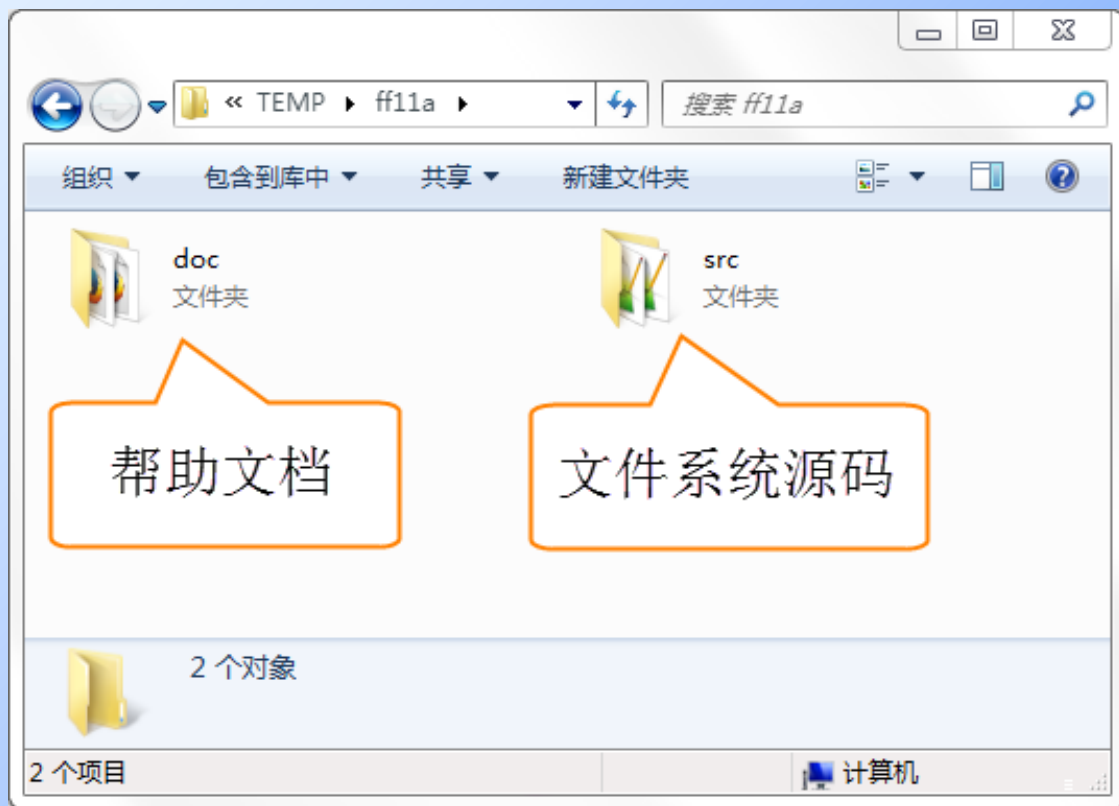 « TEMP ▸ ff11a ▸
搜索 ff11a
组织 ▼ 包含到库中 ▼ 共享 ▼ 新建文件夹
doc
文件夹
src
文件夹
帮助文档
文件系统源码
2 个对象
2 个项目
计算机